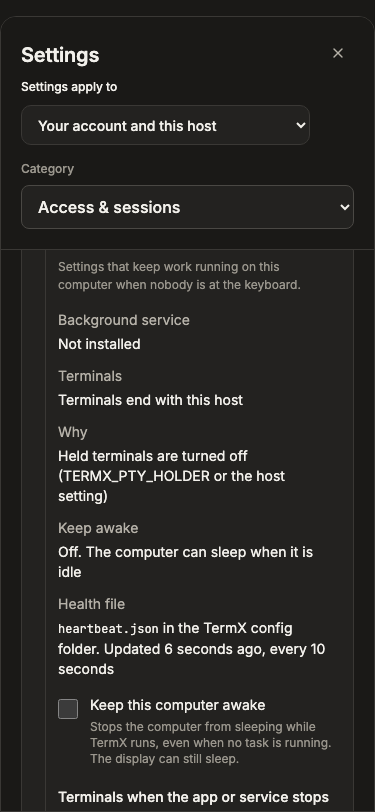 Settings
×
Settings apply to
Your account and this host
Category
Access & sessions
Settings that keep work running on this
computer when nobody is at the keyboard.
Background service
Not installed
Terminals
Terminals end with this host
Why
Held terminals are turned off
(TERMX_PTY_HOLDER or the host
setting)
Keep awake
Off. The computer can sleep when it is
idle
Health file
heartbeat.json in the TermX config
folder. Updated 6 seconds ago, every 10
seconds
Keep this computer awake
Stops the computer from sleeping while
TermX runs, even when no task is running.
The display can still sleep.
Terminals when the app or service stops